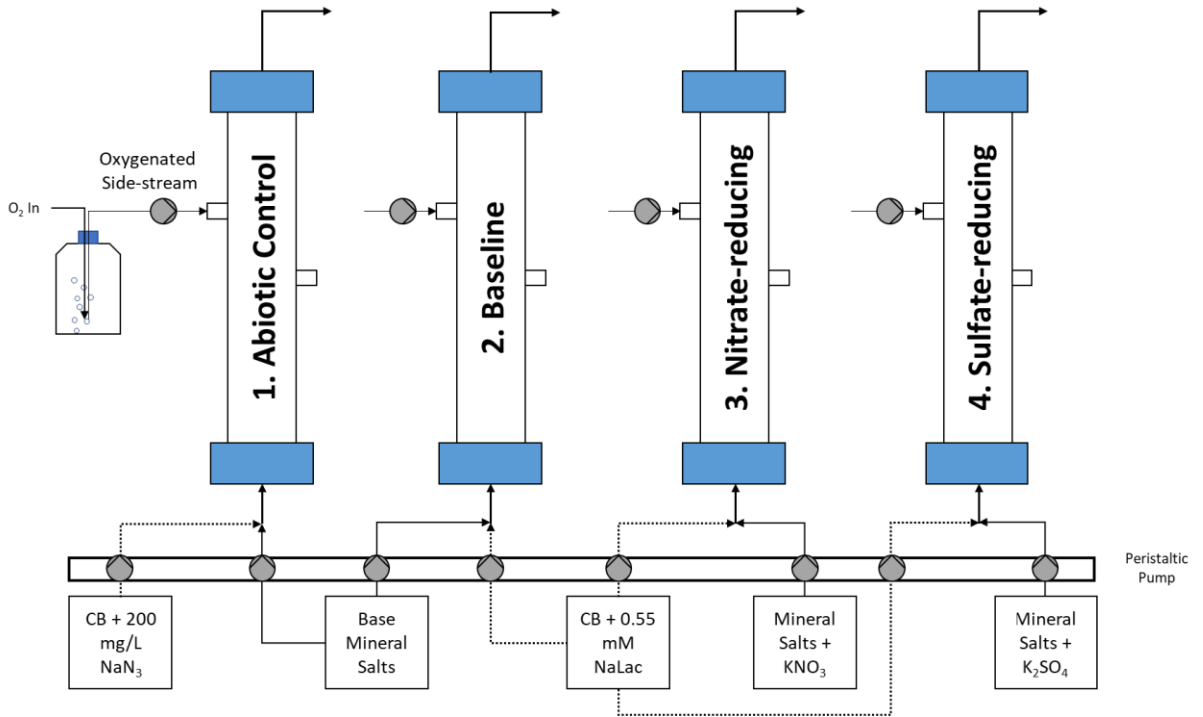 Oxygenated
Side-stream
O₂ In
1. Abiotic Control
2. Baseline
3. Nitrate-reducing
4. Sulfate-reducing
Peristaltic
Pump
CB + 200
mg/L
NaN₃
Base
Mineral
Salts
CB + 0.55
mM
NaLac
Mineral
Salts +
KNO₃
Mineral
Salts +
K₂SO₄